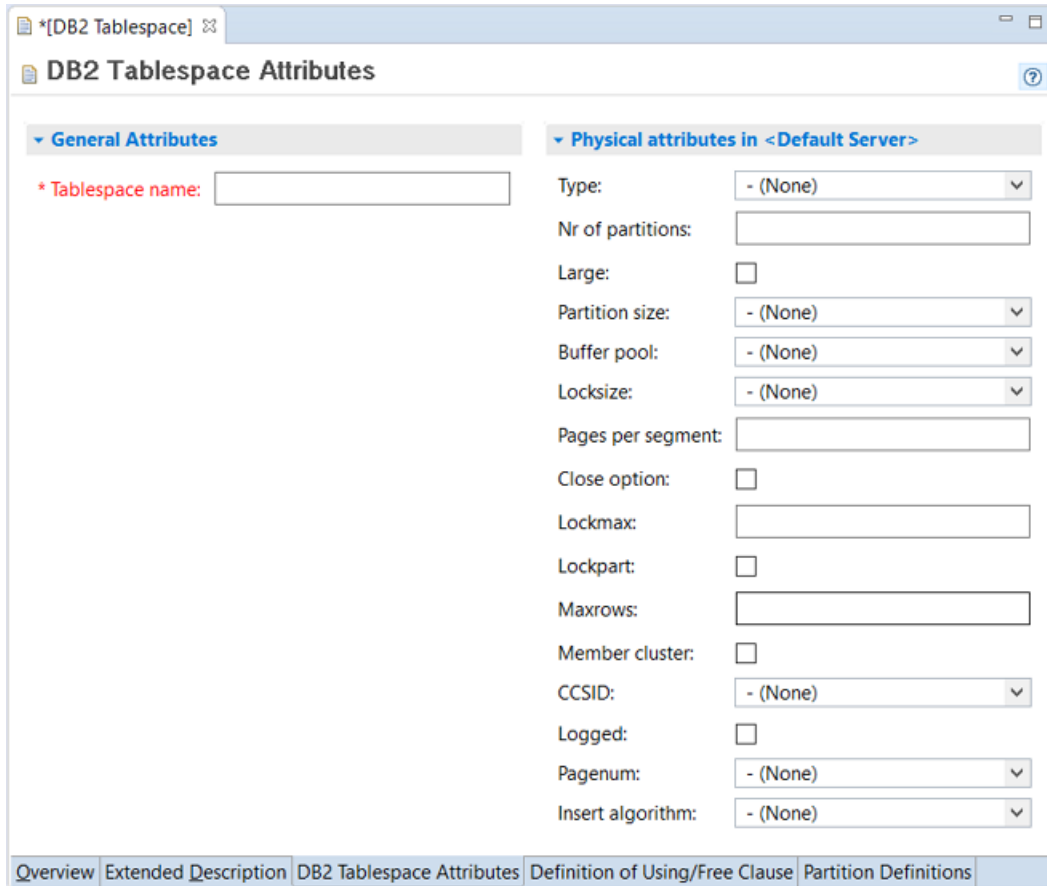 *[DB2 Tablespace]
DB2 Tablespace Attributes
General Attributes
* Tablespace name:
Physical attributes in <Default Server>
Type: - (None)
Nr of partitions:
Large:
Partition size: - (None)
Buffer pool: - (None)
Locksize: - (None)
Pages per segment:
Close option:
Lockmax:
Lockpart:
Maxrows:
Member cluster:
CCSID: - (None)
Logged:
Pagenum: - (None)
Insert algorithm: - (None)
Overview Extended Description DB2 Tablespace Attributes Definition of Using/Free Clause Partition Definitions